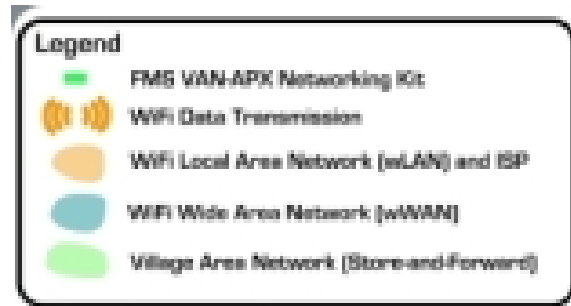 Legend
FMS VAN-APX Networking Kit
WiFi Data Transmission
WiFi Local Area Network (wLAN) and ISP
WiFi Wide Area Network (wWAN)
Village Area Network (Store-and-Forward)